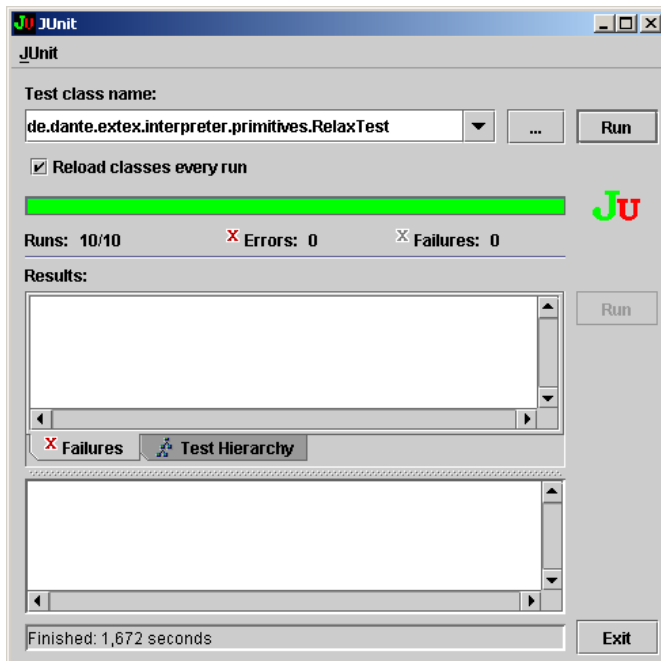 JU JUnit
JUnit
Test class name:
de.dante.extex.interpreter.primitives.RelaxTest ... Run
Reload classes every run
JU
Runs: 10/10 X Errors: 0 X Failures: 0
Results:
Run
X Failures Test Hierarchy
Finished: 1,672 seconds Exit